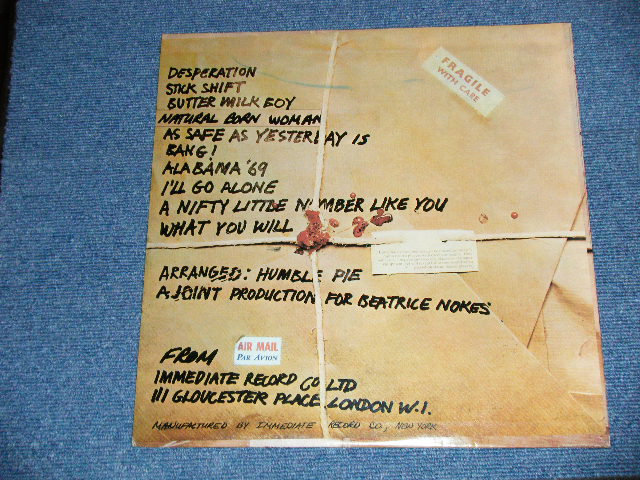 FRAGILE
WITH CARE
DESPERATION
STICK SHIFT
BUTTER MILK BOY
NATURAL BORN WOMAN
AS SAFE AS YESTERDAY IS
BANG!
ALABAMA '69
I'LL GO ALONE
A NIFTY LITTLE NUMBER LIKE YOU
WHAT YOU WILL
ARRANGED: HUMBLE PIE
A JOINT PRODUCTION FOR BEATRICE NOKES
FROM
AIR MAIL
PAR AVION
IMMEDIATE RECORD CO LTD
111 GLOUCESTER PLACE LONDON W.1.
MANUFACTURED BY IMMEDIATE RECORD CO., NEW YORK